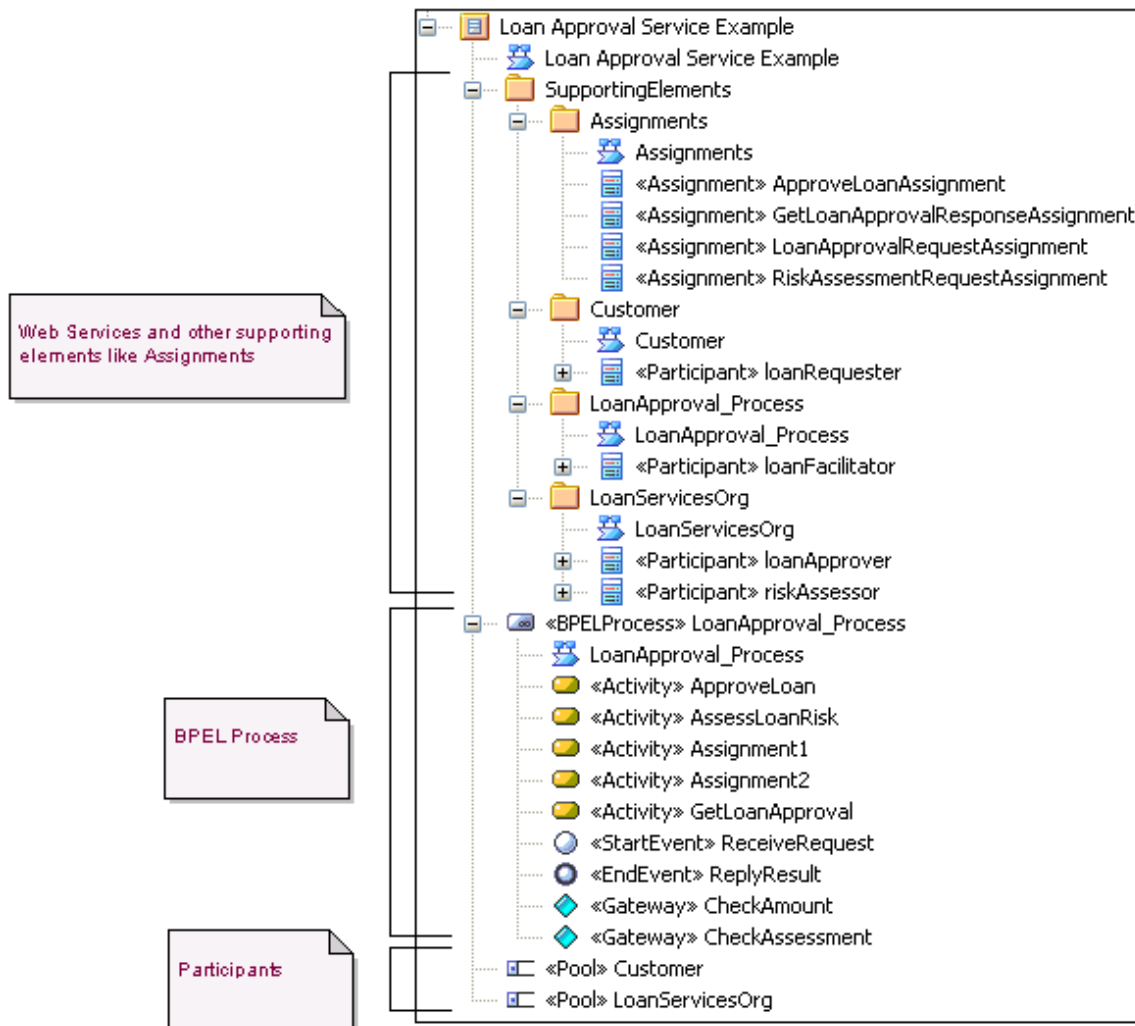 Loan Approval Service Example
Loan Approval Service Example
SupportingElements
Assignments
Assignments
«Assignment» ApproveLoanAssignment
«Assignment» GetLoanApprovalResponseAssignment
«Assignment» LoanApprovalRequestAssignment
«Assignment» RiskAssessmentRequestAssignment
Customer
Customer
«Participant» loanRequester
LoanApproval_Process
LoanApproval_Process
«Participant» loanFacilitator
LoanServicesOrg
LoanServicesOrg
«Participant» loanApprover
«Participant» riskAssessor
«BPELProcess» LoanApproval_Process
LoanApproval_Process
«Activity» ApproveLoan
«Activity» AssessLoanRisk
«Activity» Assignment1
«Activity» Assignment2
«Activity» GetLoanApproval
«StartEvent» ReceiveRequest
«EndEvent» ReplyResult
«Gateway» CheckAmount
«Gateway» CheckAssessment
«Pool» Customer
«Pool» LoanServicesOrg
Web Services and other supporting
elements like Assignments
BPEL Process
Participants